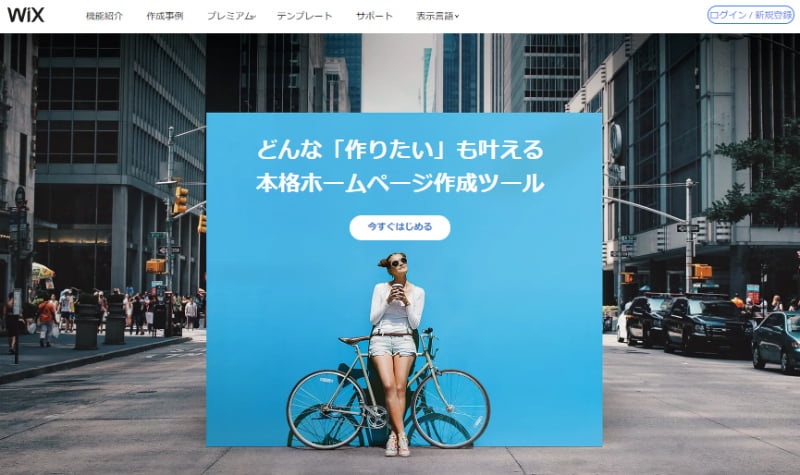 WiX
機能紹介
作成事例
プレミアム
テンプレート
サポート
表示言語
ログイン / 新規登録
どんな「作りたい」も叶える
本格ホームページ作成ツール
今すぐはじめる